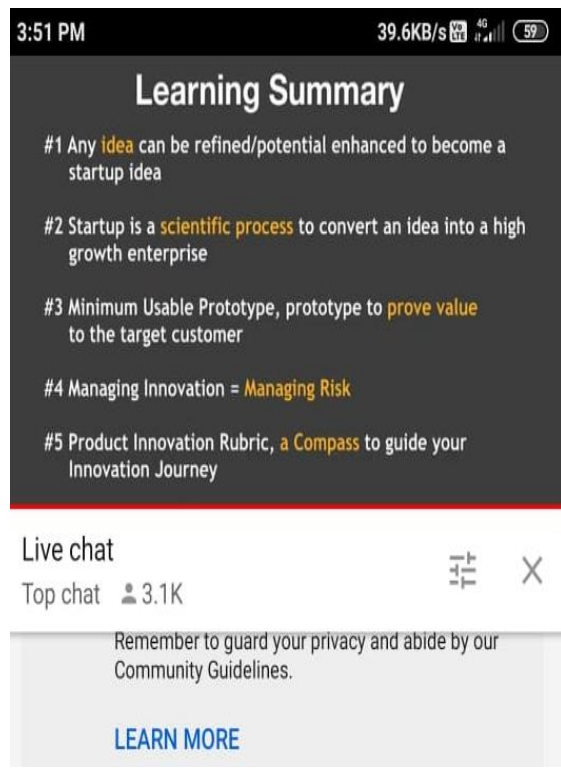 3:51 PM 39.6KB/s Vo LTE 4G 59
Learning Summary
#1 Any idea can be refined/potential enhanced to become a
startup idea
#2 Startup is a scientific process to convert an idea into a high
growth enterprise
#3 Minimum Usable Prototype, prototype to prove value
to the target customer
#4 Managing Innovation = Managing Risk
#5 Product Innovation Rubric, a Compass to guide your
Innovation Journey
Live chat
Top chat 3.1K
Remember to guard your privacy and abide by our
Community Guidelines.
LEARN MORE